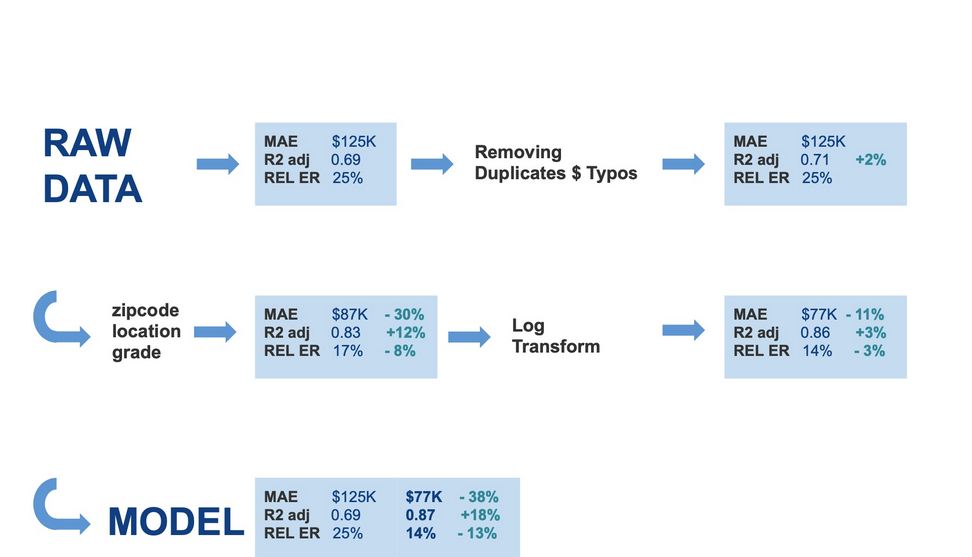 RAW
DATA
MAE $125K
R2 adj 0.69
REL ER 25%
Removing
Duplicates $ Typos
MAE $125K
R2 adj 0.71 +2%
REL ER 25%
zipcode
location
grade
MAE $87K - 30%
R2 adj 0.83 +12%
REL ER 17% - 8%
Log
Transform
MAE $77K - 11%
R2 adj 0.86 +3%
REL ER 14% - 3%
MODEL
MAE $125K $77K - 38%
R2 adj 0.69 0.87 +18%
REL ER 25% 14% - 13%